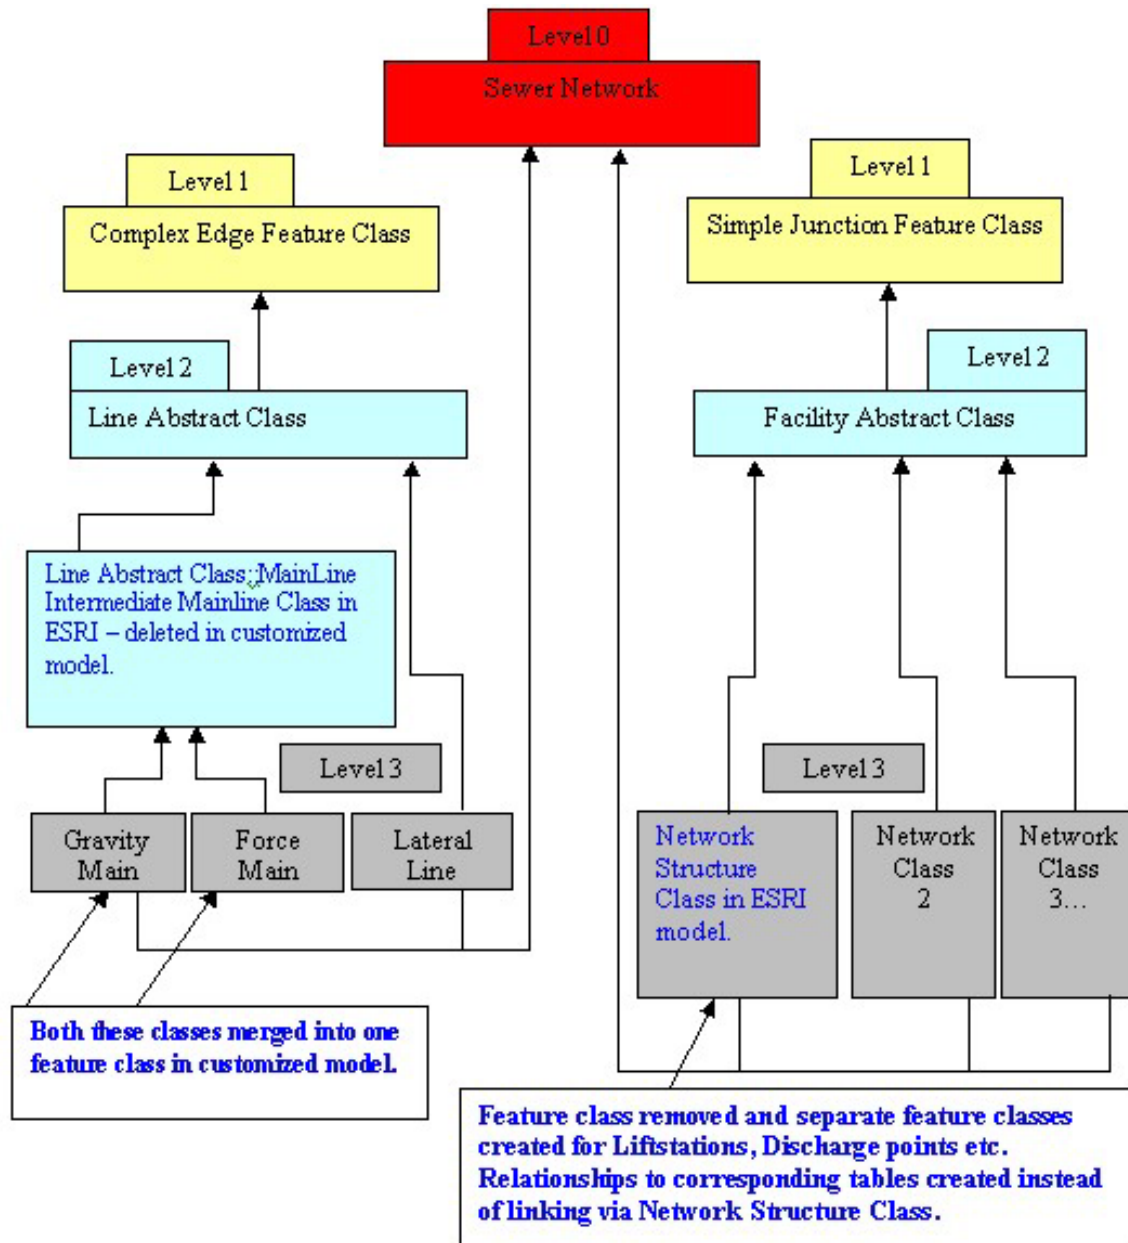 Level 0
Sewer Network
Level 1
Complex Edge Feature Class
Level 1
Simple Junction Feature Class
Level 2
Line Abstract Class
Level 2
Facility Abstract Class
Line Abstract Class::MainLine
Intermediate Mainline Class in
ESRI – deleted in customized
model.
Level 3
Gravity
Main
Force
Main
Lateral
Line
Level 3
Network
Structure
Class in ESRI
model.
Network
Class
2
Network
Class
3...
Both these classes merged into one
feature class in customized model.
Feature class removed and separate feature classes
created for Liftstations, Discharge points etc.
Relationships to corresponding tables created instead
of linking via Network Structure Class.